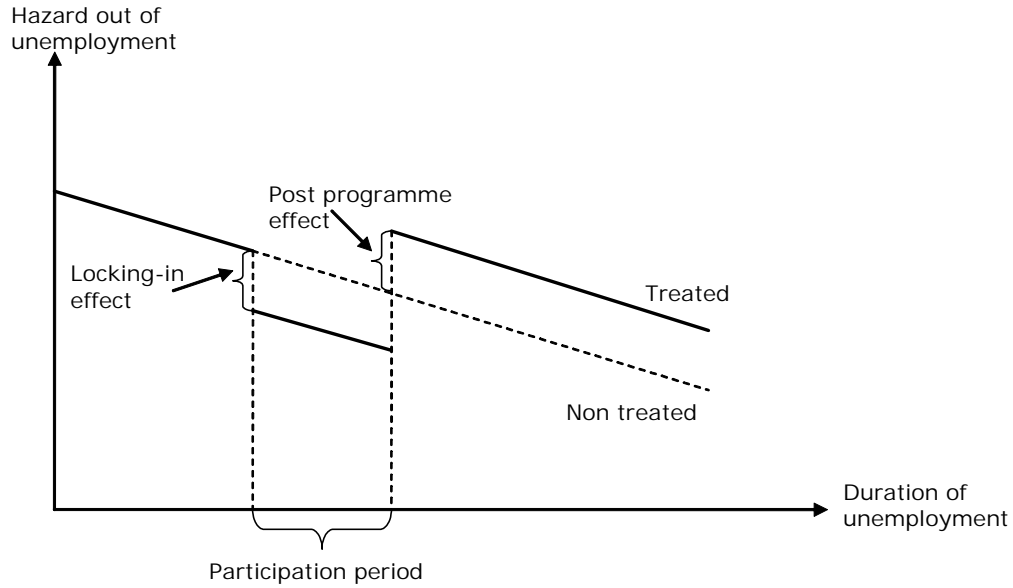 Hazard out of
unemployment
Post programme
effect
Locking-in
effect
Treated
Non treated
Duration of
unemployment
Participation period